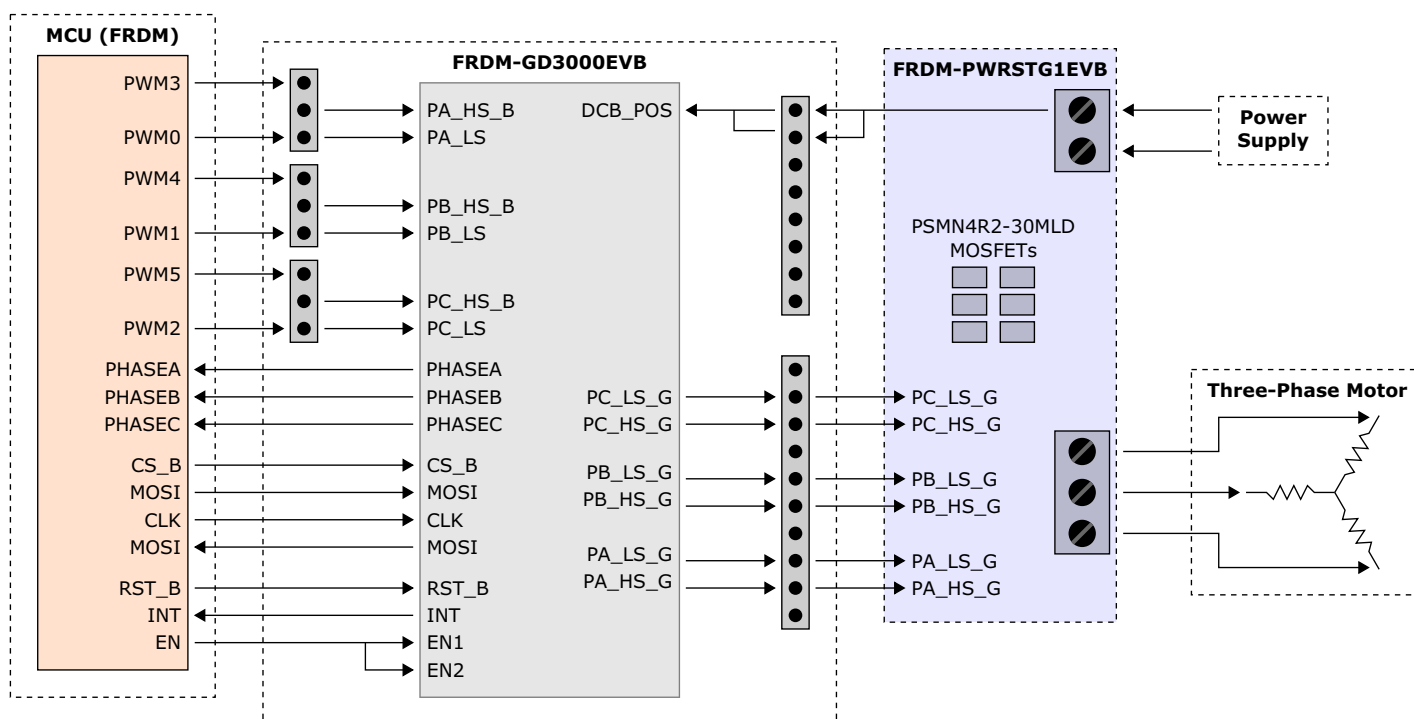 MCU (FRDM)
PWM3
PWM0
PWM4
PWM1
PWM5
PWM2
PHASEA
PHASEB
PHASEC
CS_B
MOSI
CLK
MOSI
RST_B
INT
EN
FRDM-GD3000EVB
PA_HS_B
PA_LS
PB_HS_B
PB_LS
PC_HS_B
PC_LS
PHASEA
PHASEB
PHASEC
CS_B
MOSI
CLK
MOSI
RST_B
INT
EN1
EN2
DCB_POS
PC_LS_G
PC_HS_G
PB_LS_G
PB_HS_G
PA_LS_G
PA_HS_G
FRDM-PWRSTG1EVB
PSMN4R2-30MLD
MOSFETs
PC_LS_G
PC_HS_G
PB_LS_G
PB_HS_G
PA_LS_G
PA_HS_G
Power
Supply
Three-Phase Motor